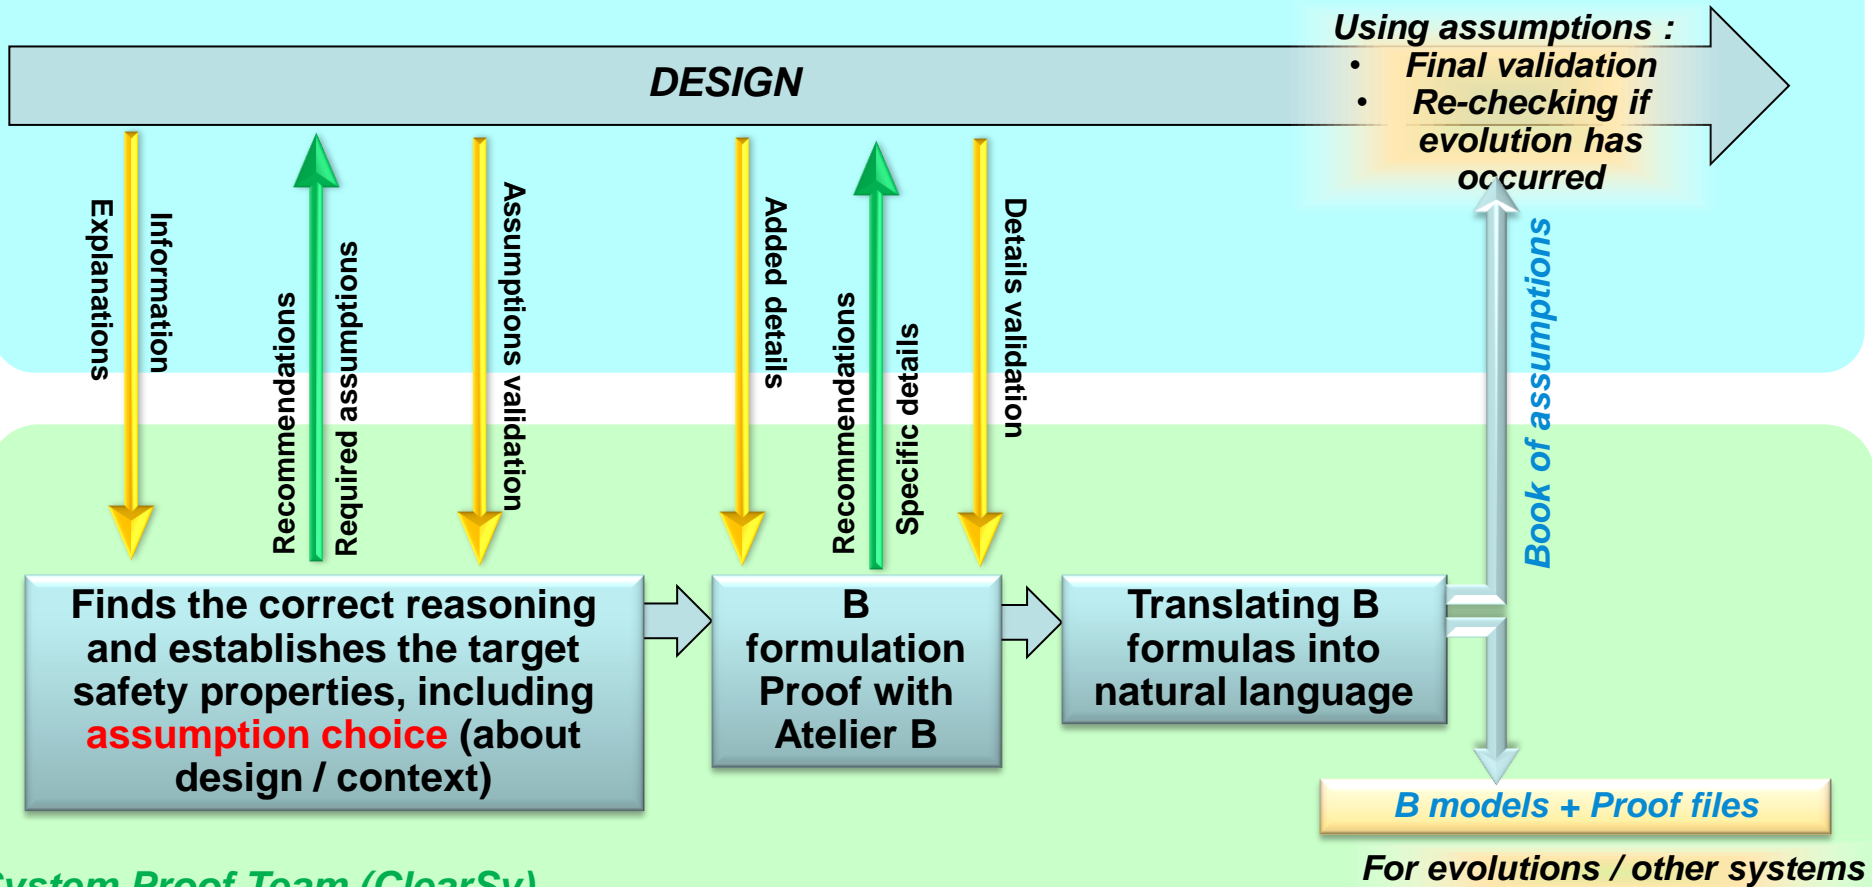 Using assumptions :
• Final validation
• Re-checking if
evolution has
occurred
DESIGN
Explanations
Information
Recommendations
Required assumptions
Assumptions validation
Added details
Recommendations
Specific details
Details validation
Book of assumptions
Finds the correct reasoning
and establishes the target
safety properties, including
assumption choice (about
design / context)
B
formulation
Proof with
Atelier B
Translating B
formulas into
natural language
B models + Proof files
For evolutions / other systems
System Proof Team (ClearSy)